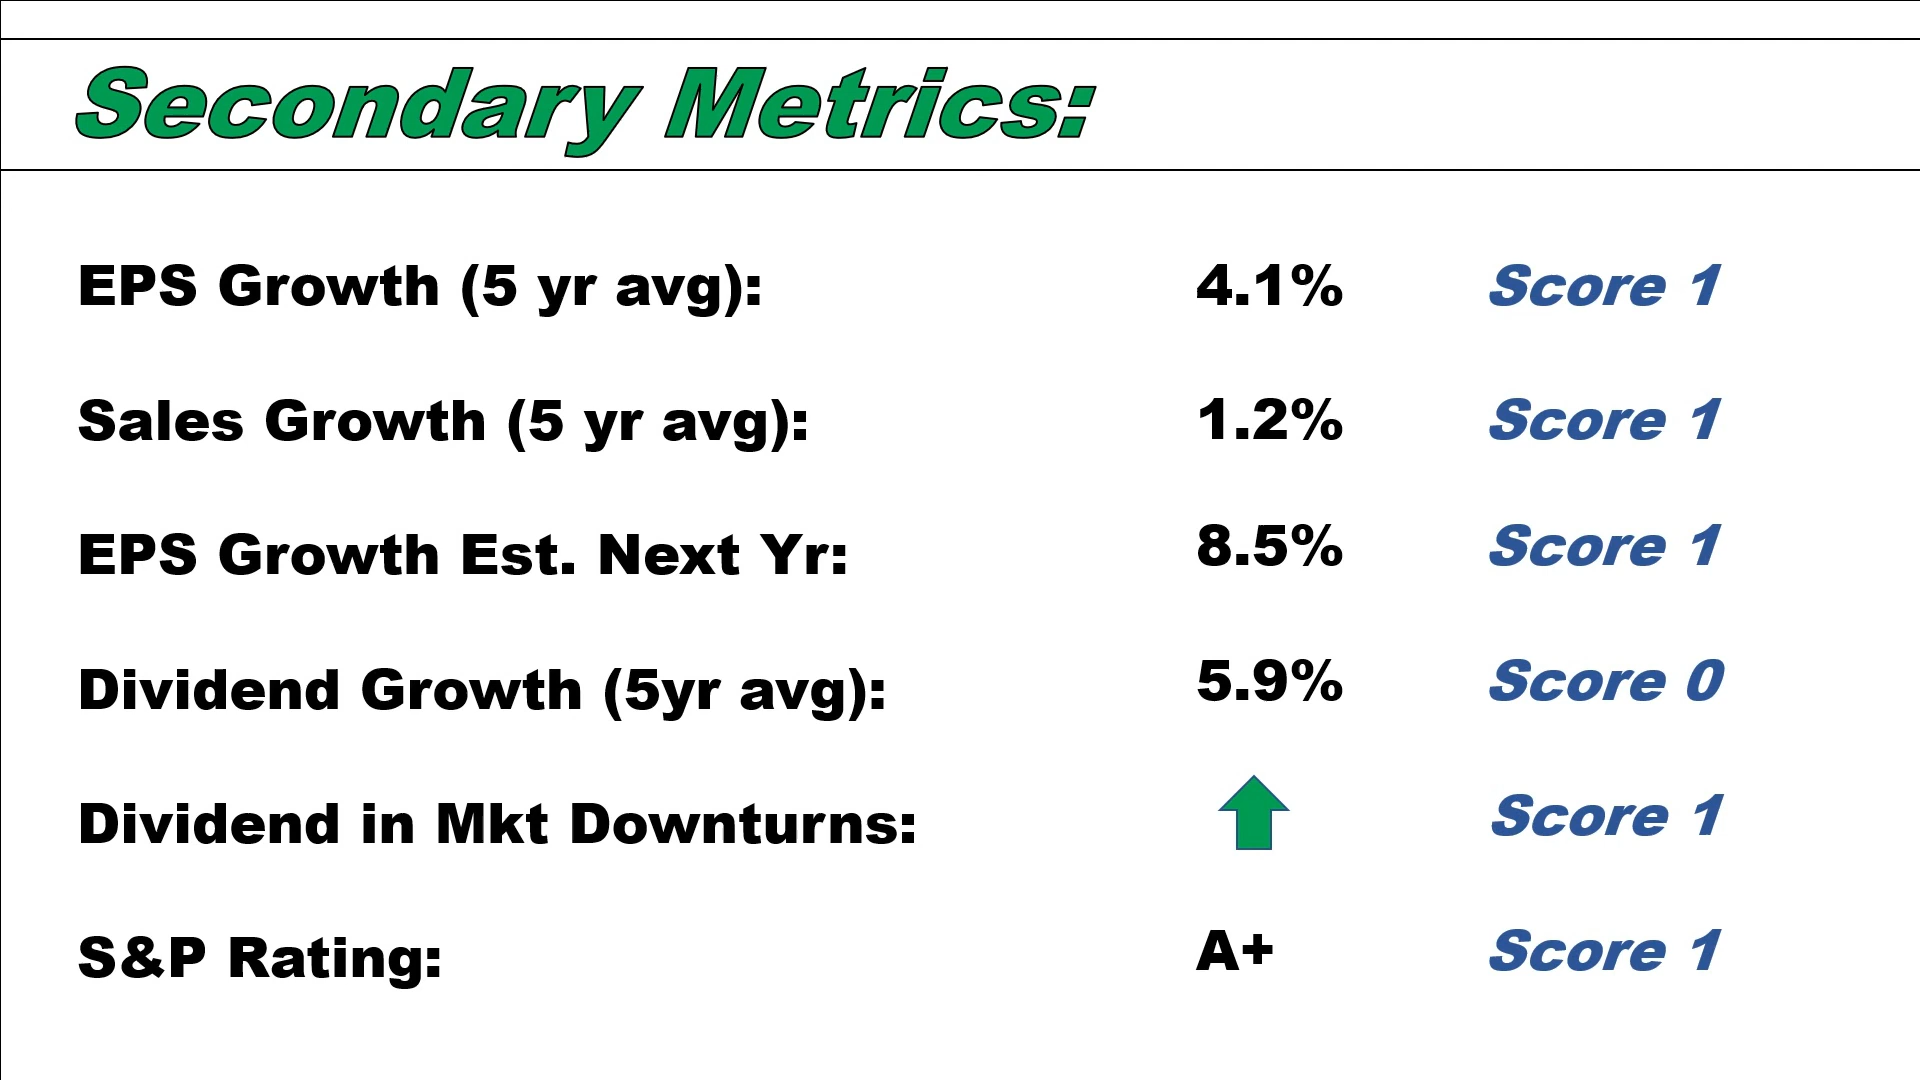 Secondary Metrics:
EPS Growth (5 yr avg): 4.1% Score 1
Sales Growth (5 yr avg): 1.2% Score 1
EPS Growth Est. Next Yr: 8.5% Score 1
Dividend Growth (5yr avg): 5.9% Score 0
Dividend in Mkt Downturns: Score 1
S&P Rating: A+ Score 1